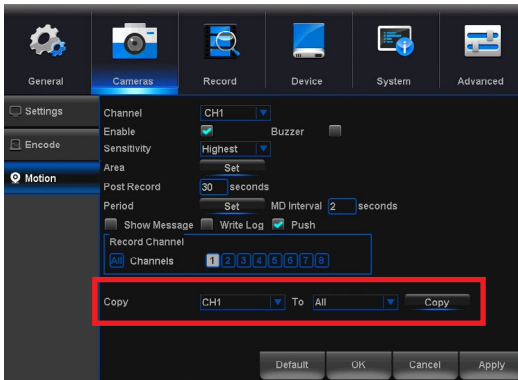 General Cameras Record Device System Advanced
Settings
Encode
Motion
Channel CH1
Enable Buzzer
Sensitivity Highest
Area Set
Post Record 30 seconds
Period Set MD Interval 2 seconds
Show Message Write Log Push
Record Channel
All Channels 1 2 3 4 5 6 7 8
Copy CH1 To All Copy
Default OK Cancel Apply